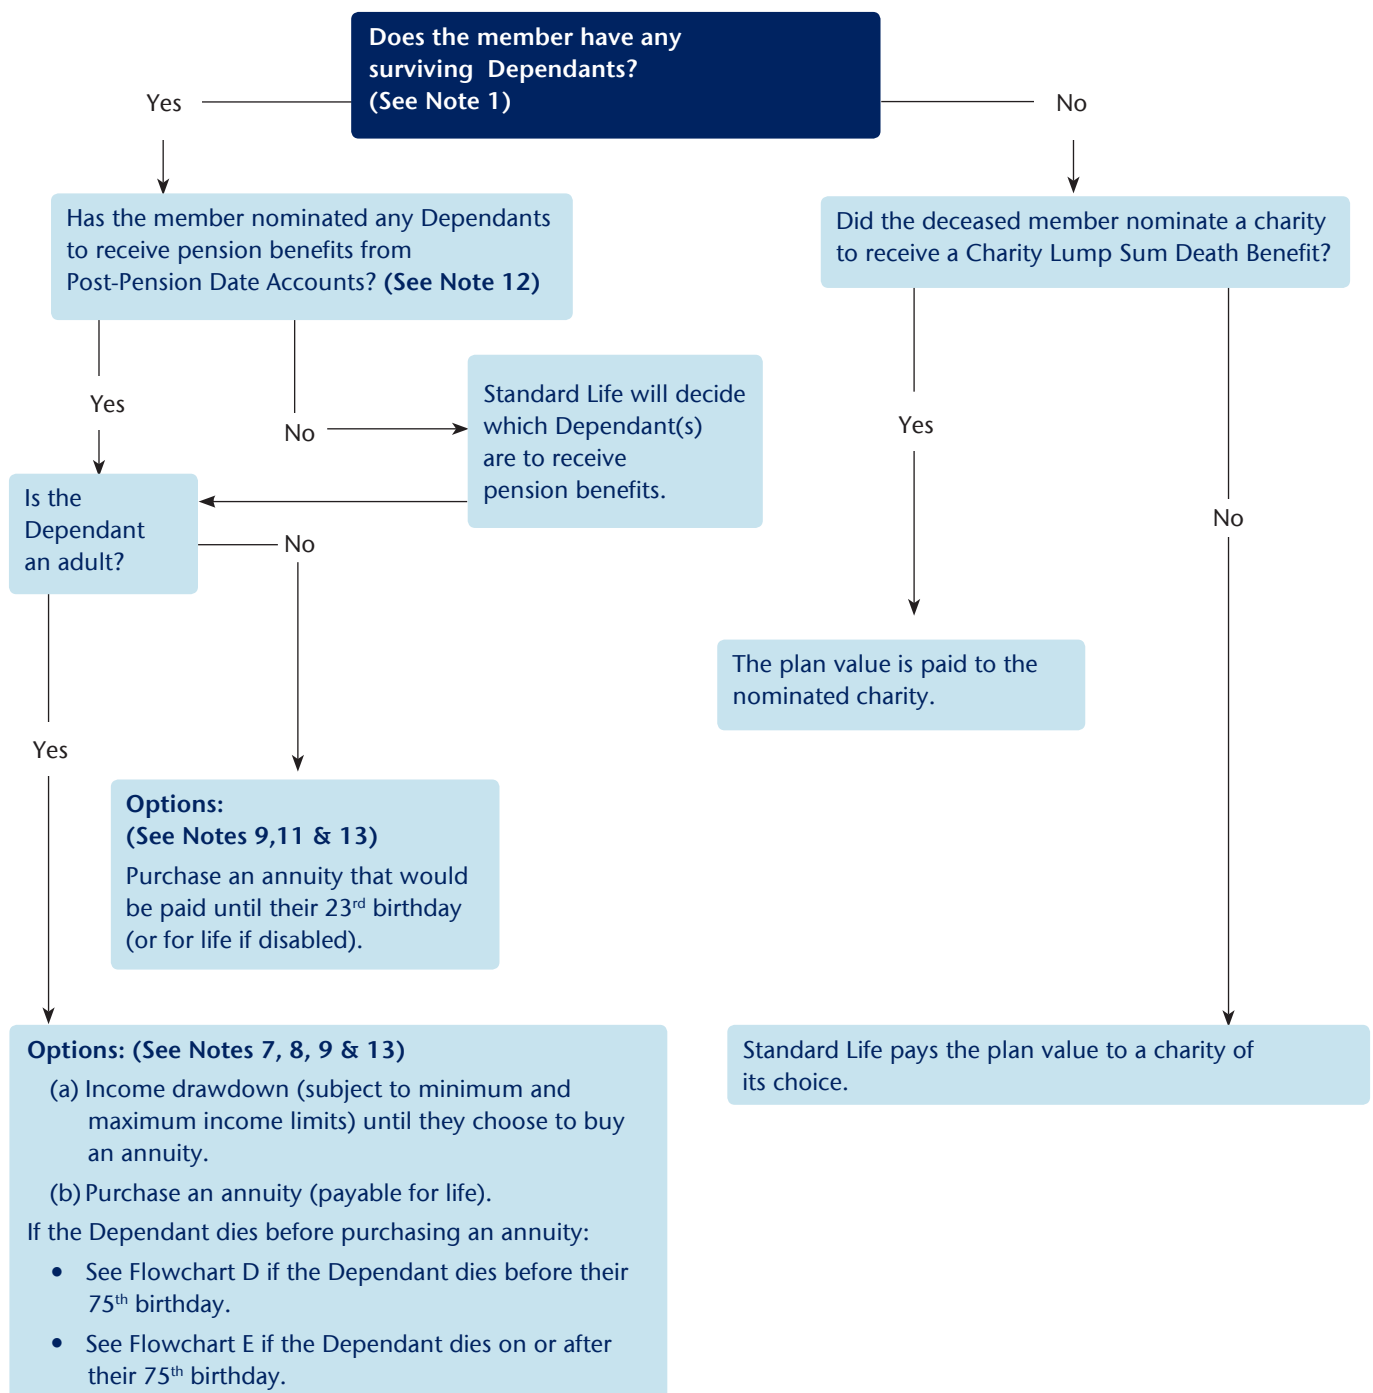 Does the member have any
surviving Dependants?
(See Note 1)
Yes
No
Has the member nominated any Dependants
to receive pension benefits from
Post-Pension Date Accounts? (See Note 12)
Did the deceased member nominate a charity
to receive a Charity Lump Sum Death Benefit?
Yes
No
Standard Life will decide
which Dependant(s)
are to receive
pension benefits.
Yes
No
Is the
Dependant
an adult?
No
Yes
The plan value is paid to the
nominated charity.
Options:
(See Notes 9,11 & 13)
Purchase an annuity that would
be paid until their 23rd birthday
(or for life if disabled).
Options: (See Notes 7, 8, 9 & 13)
(a) Income drawdown (subject to minimum and
maximum income limits) until they choose to buy
an annuity.
(b) Purchase an annuity (payable for life).
If the Dependant dies before purchasing an annuity:
• See Flowchart D if the Dependant dies before their
75th birthday.
• See Flowchart E if the Dependant dies on or after
their 75th birthday.
Standard Life pays the plan value to a charity of
its choice.